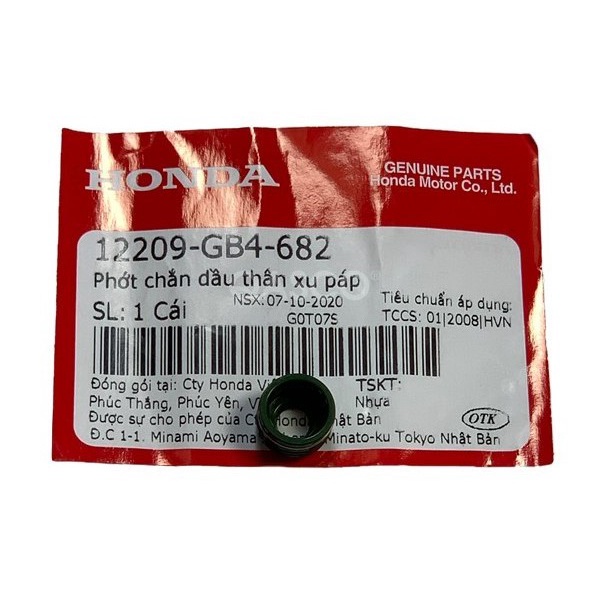 HONDA
GENUINE PARTS
Honda Motor Co., Ltd.
12209-GB4-682
Phớt chắn dầu thân xu páp
SL: 1 Cái
NSX: 07-10-2020
G0T07S
Tiêu chuẩn áp dụng:
TCCS: 01|2008|HVN
Đóng gói tại: Cty Honda Vi
TSKT:
Phúc Thắng, Phúc Yên, V
Nhựa
Được sự cho phép của Cty Hond Nhật Bản
Đ.C 1-1. Minami Aoyama Minato-ku Tokyo Nhật Bản
OTK